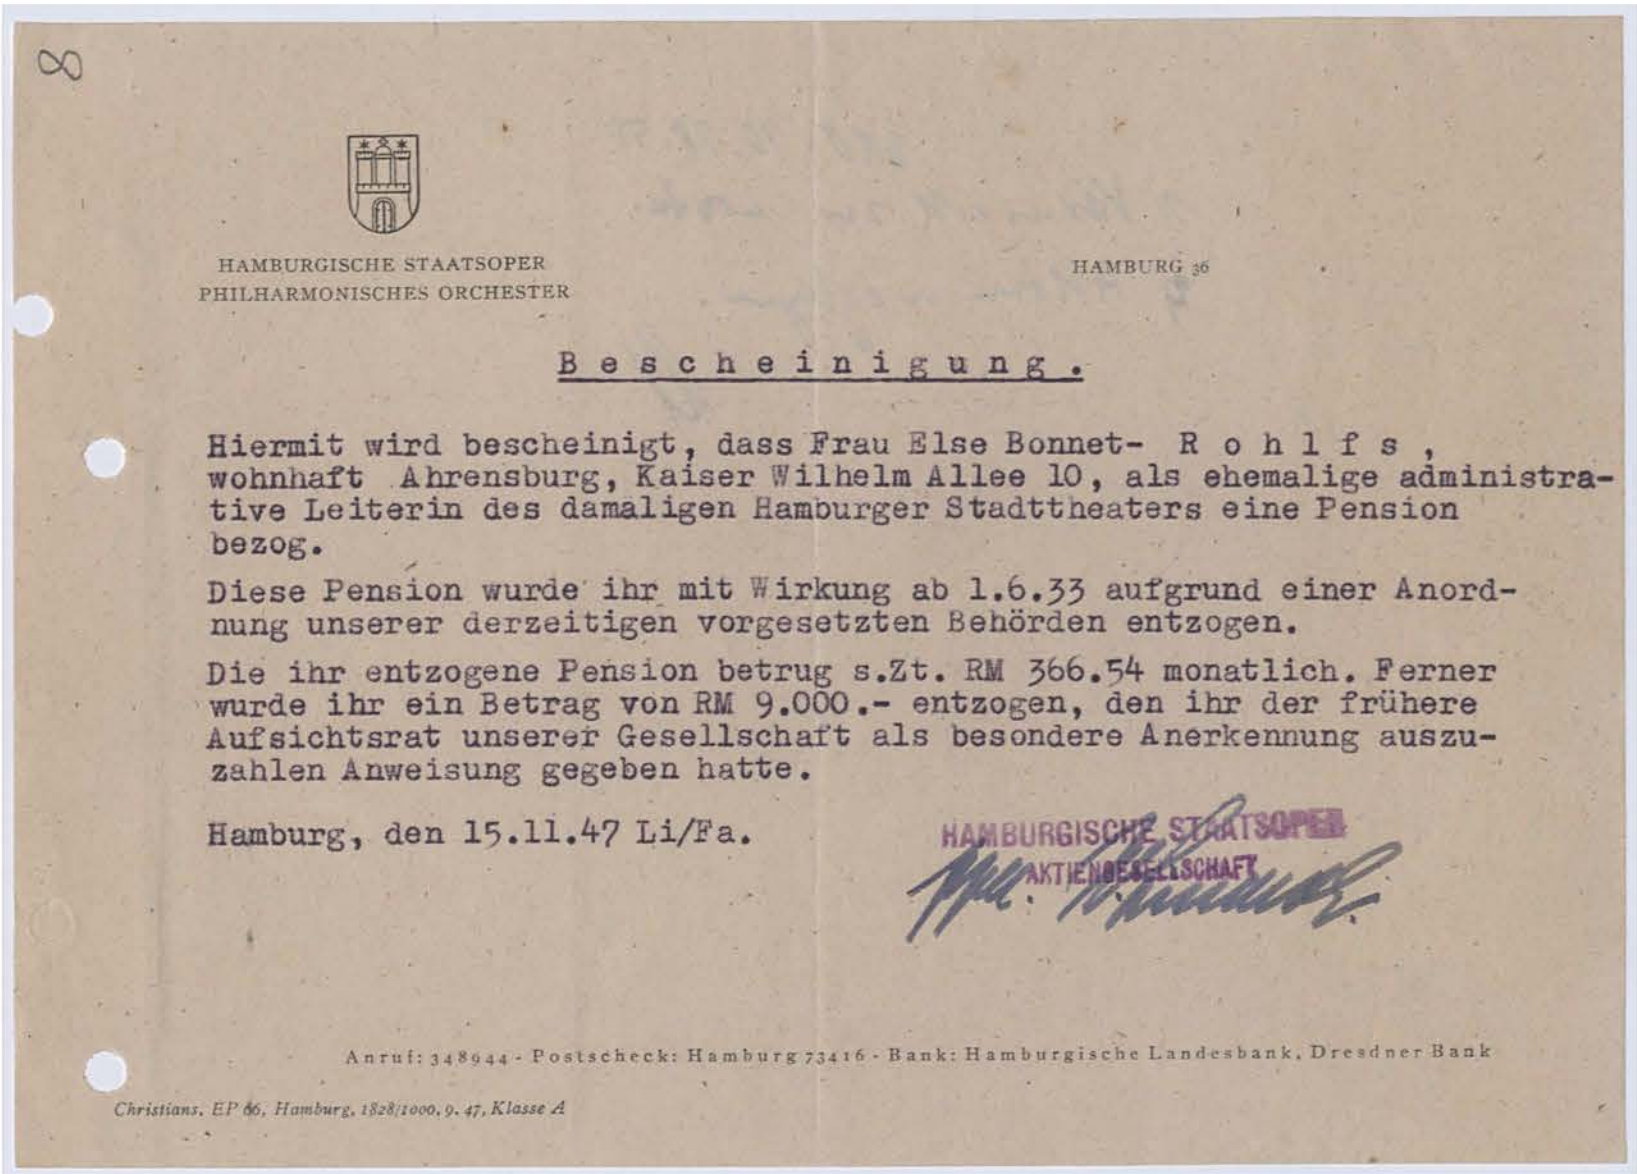 8
HAMBURGISCHE STAATSOPER
PHILHARMONISCHES ORCHESTER
HAMBURG 36
Bescheinigung.
Hiermit wird bescheinigt, dass Frau Else Bonnet- R o h l f s ,
wohnhaft Ahrensburg, Kaiser Wilhelm Allee 10, als ehemalige administra-
tive Leiterin des damaligen Hamburger Stadttheaters eine Pension
bezog.
Diese Pension wurde ihr mit Wirkung ab 1.6.33 aufgrund einer Anord-
nung unserer derzeitigen vorgesetzten Behörden entzogen.
Die ihr entzogene Pension betrug s.Zt. RM 366.54 monatlich. Ferner
wurde ihr ein Betrag von RM 9.000.- entzogen, den ihr der frühere
Aufsichtsrat unserer Gesellschaft als besondere Anerkennung auszu-
zahlen Anweisung gegeben hatte.
Hamburg, den 15.11.47 Li/Fa.
HAMBURGISCHE STAATSOPER
AKTIENGESELLSCHAFT
ppa.
Anruf: 348944 - Postscheck: Hamburg 73416 - Bank: Hamburgische Landesbank, Dresdner Bank
Christians, EP 66, Hamburg, 1828/1000, 9. 47, Klasse A